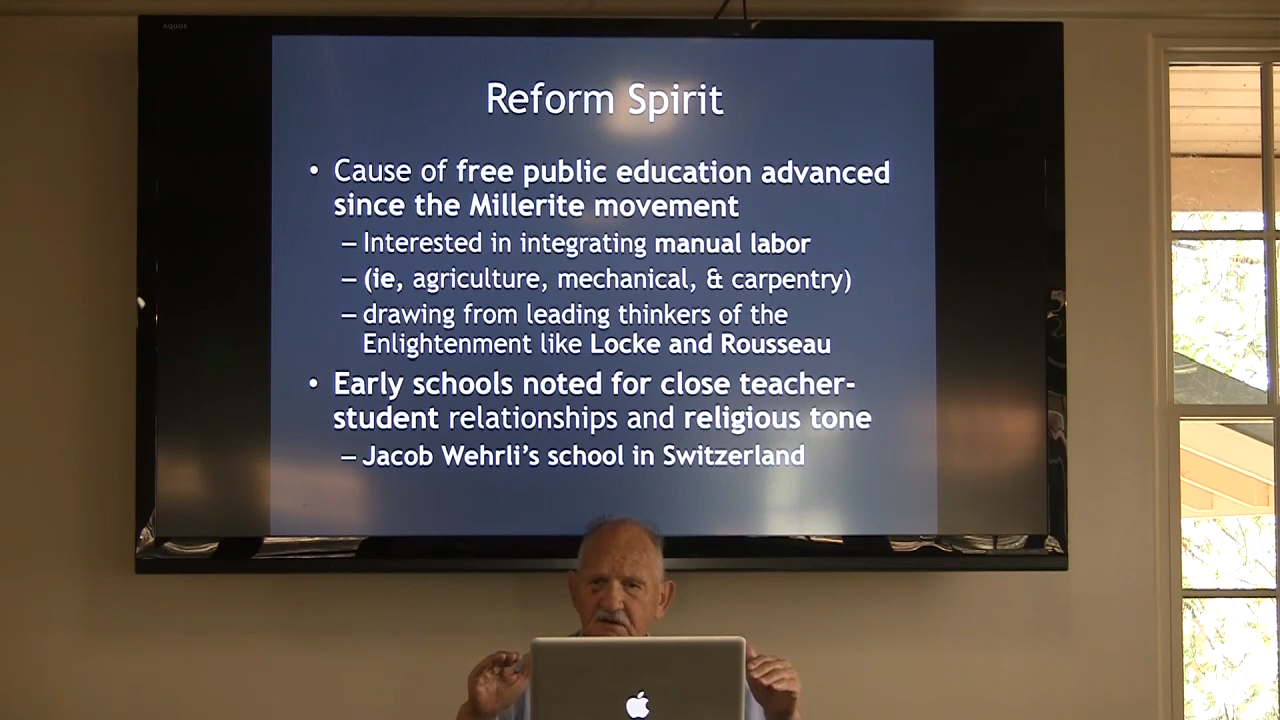 AQUOS
Reform Spirit
• Cause of free public education advanced
since the Millerite movement
– Interested in integrating manual labor
– (ie, agriculture, mechanical, & carpentry)
– drawing from leading thinkers of the
Enlightenment like Locke and Rousseau
• Early schools noted for close teacher-
student relationships and religious tone
– Jacob Wehrli’s school in Switzerland